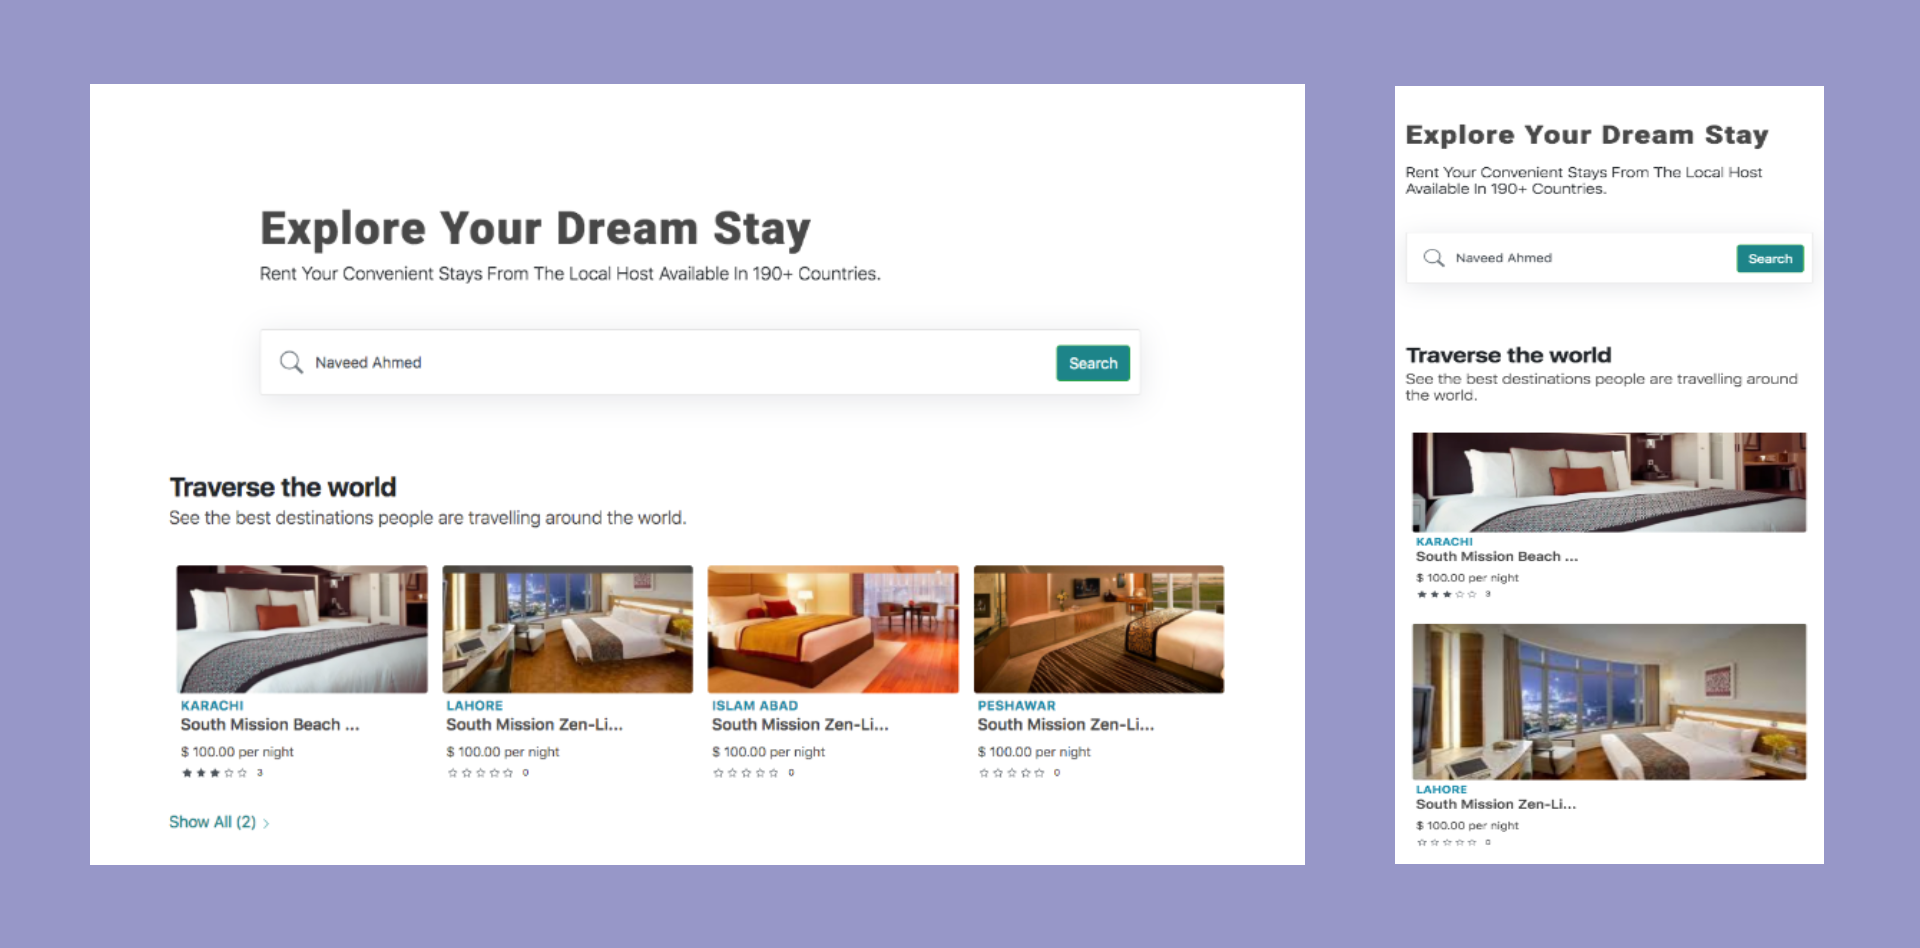 Explore Your Dream Stay
Rent Your Convenient Stays From The Local Host Available In 190+ Countries.
Naveed Ahmed
Search
Traverse the world
See the best destinations people are travelling around the world.
KARACHI
South Mission Beach ...
$ 100.00 per night
3
LAHORE
South Mission Zen-Li...
$ 100.00 per night
0
ISLAM ABAD
South Mission Zen-Li...
$ 100.00 per night
0
PESHAWAR
South Mission Zen-Li...
$ 100.00 per night
0
Show All (2)
Explore Your Dream Stay
Rent Your Convenient Stays From The Local Host
Available In 190+ Countries.
Naveed Ahmed
Search
Traverse the world
See the best destinations people are travelling around
the world.
KARACHI
South Mission Beach ...
$ 100.00 per night
3
LAHORE
South Mission Zen-Li...
$ 100.00 per night
0